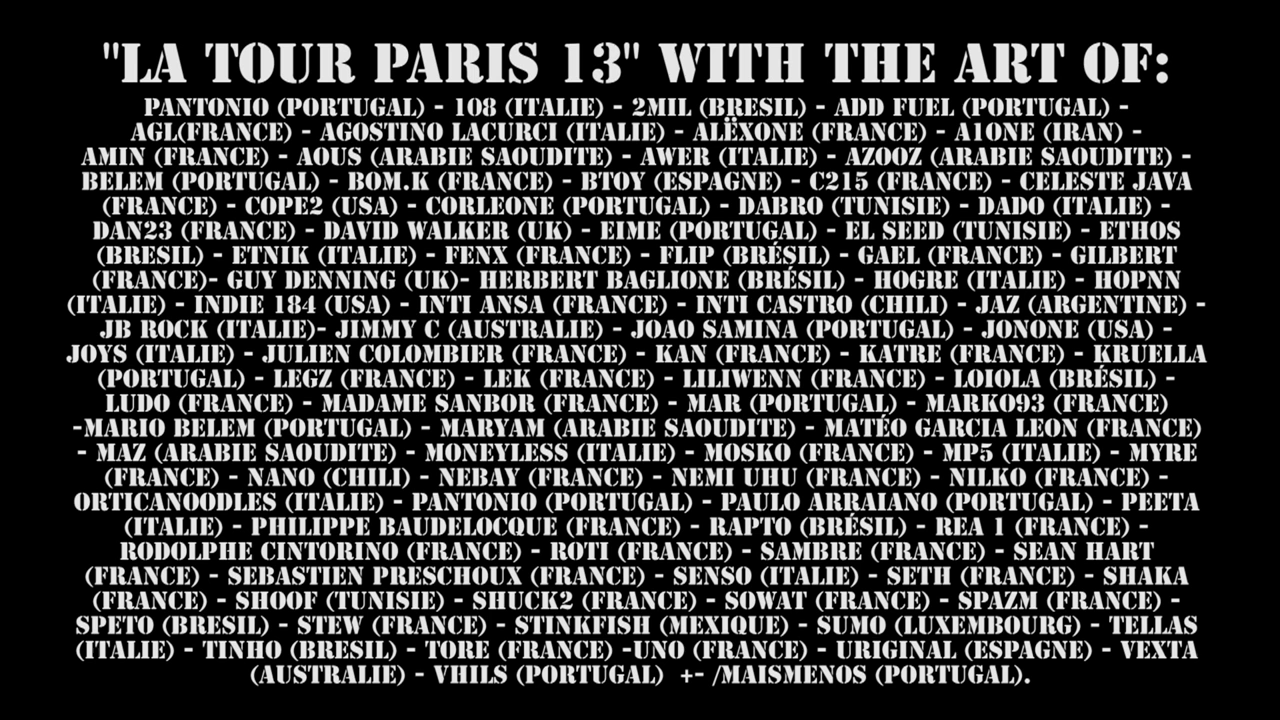 "LA TOUR PARIS 13" WITH THE ART OF:
PANTONIO (PORTUGAL) - 108 (ITALIE) - 2MIL (BRESIL) - ADD FUEL (PORTUGAL) -
AGL(FRANCE) - AGOSTINO LACURCI (ITALIE) - ALËXONE (FRANCE) - A1ONE (IRAN) -
AMIN (FRANCE) - AOUS (ARABIE SAOUDITE) - AWER (ITALIE) - AZOOZ (ARABIE SAOUDITE) -
BELEM (PORTUGAL) - BOM.K (FRANCE) - BTOY (ESPAGNE) - C215 (FRANCE) - CELESTE JAVA
(FRANCE) - COPE2 (USA) - CORLEONE (PORTUGAL) - DABRO (TUNISIE) - DADO (ITALIE) -
DAN23 (FRANCE) - DAVID WALKER (UK) - EIME (PORTUGAL) - EL SEED (TUNISIE) - ETHOS
(BRESIL) - ETNIK (ITALIE) - FENX (FRANCE) - FLIP (BRÉSIL) - GAEL (FRANCE) - GILBERT
(FRANCE)- GUY DENNING (UK)- HERBERT BAGLIONE (BRÉSIL) - HOGRE (ITALIE) - HOPNN
(ITALIE) - INDIE 184 (USA) - INTI ANSA (FRANCE) - INTI CASTRO (CHILI) - JAZ (ARGENTINE) -
JB ROCK (ITALIE)- JIMMY C (AUSTRALIE) - JOAO SAMINA (PORTUGAL) - JONONE (USA) -
JOYS (ITALIE) - JULIEN COLOMBIER (FRANCE) - KAN (FRANCE) - KATRE (FRANCE) - KRUELLA
(PORTUGAL) - LEGZ (FRANCE) - LEK (FRANCE) - LILIWENN (FRANCE) - LOIOLA (BRÉSIL) -
LUDO (FRANCE) - MADAME SANBOR (FRANCE) - MAR (PORTUGAL) - MARKO93 (FRANCE)
-MARIO BELEM (PORTUGAL) - MARYAM (ARABIE SAOUDITE) - MATÉO GARCIA LEON (FRANCE)
- MAZ (ARABIE SAOUDITE) - MONEYLESS (ITALIE) - MOSKO (FRANCE) - MP5 (ITALIE) - MYRE
(FRANCE) - NANO (CHILI) - NEBAY (FRANCE) - NEMI UHU (FRANCE) - NILKO (FRANCE) -
ORTICANOODLES (ITALIE) - PANTONIO (PORTUGAL) - PAULO ARRAIANO (PORTUGAL) - PEETA
(ITALIE) - PHILIPPE BAUDELOCQUE (FRANCE) - RAPTO (BRÉSIL) - REA 1 (FRANCE) -
RODOLPHE CINTORINO (FRANCE) - ROTI (FRANCE) - SAMBRE (FRANCE) - SEAN HART
(FRANCE) - SEBASTIEN PRESCHOUX (FRANCE) - SENSO (ITALIE) - SETH (FRANCE) - SHAKA
(FRANCE) - SHOOF (TUNISIE) - SHUCK2 (FRANCE) - SOWAT (FRANCE) - SPAZM (FRANCE) -
SPETO (BRESIL) - STEW (FRANCE) - STINKFISH (MEXIQUE) - SUMO (LUXEMBOURG) - TELLAS
(ITALIE) - TINHO (BRESIL) - TORE (FRANCE) -UNO (FRANCE) - URIGINAL (ESPAGNE) - VEXTA
(AUSTRALIE) - VHILS (PORTUGAL) +- /MAISMENOS (PORTUGAL).